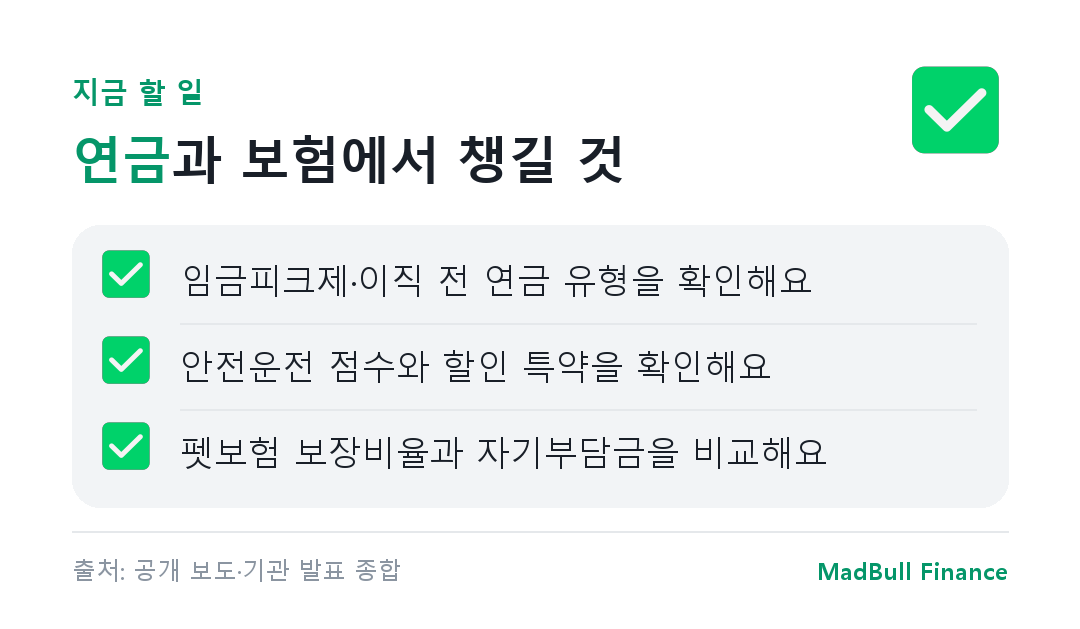 지금 할 일
연금과 보험에서 챙길 것
임금피크제·이직 전 연금 유형을 확인해요
안전운전 점수와 할인 특약을 확인해요
펫보험 보장비율과 자기부담금을 비교해요
출처: 공개 보도·기관 발표 종합
MadBull Finance